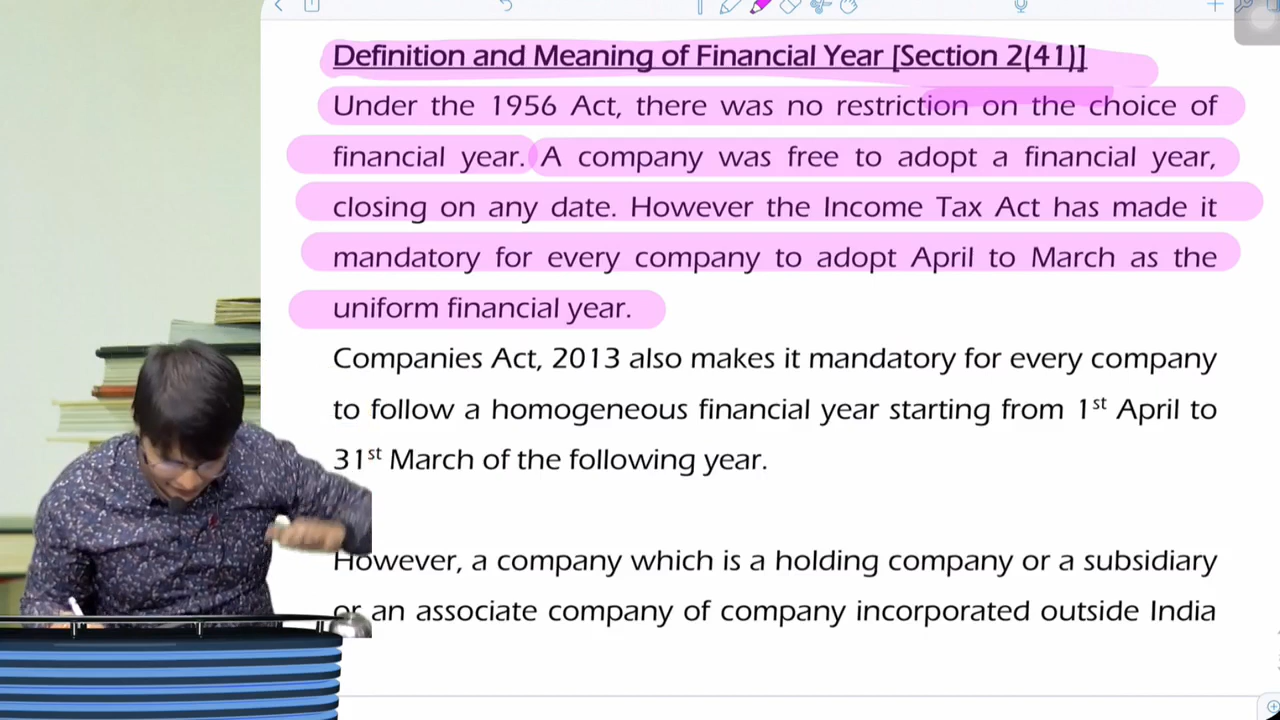 Definition and Meaning of Financial Year [Section 2(41)]
Under the 1956 Act, there was no restriction on the choice of
financial year. A company was free to adopt a financial year,
closing on any date. However the Income Tax Act has made it
mandatory for every company to adopt April to March as the
uniform financial year.
Companies Act, 2013 also makes it mandatory for every company
to follow a homogeneous financial year starting from 1st April to
31st March of the following year.
However, a company which is a holding company or a subsidiary
or an associate company of company incorporated outside India